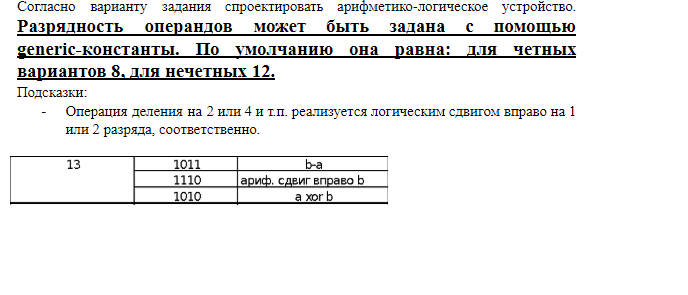 Согласно варианту задания спроектировать арифметико-логическое устройство.
Разрядность операндов может быть задана с помощью
generic-константы. По умолчанию она равна: для четных
вариантов 8, для нечетных 12.
Подсказки:
- Операция деления на 2 или 4 и т.п. реализуется логическим сдвигом вправо на 1
или 2 разряда, соответственно.
13 1011 b-a
1110 ариф. сдвиг вправо b
1010 a xor b